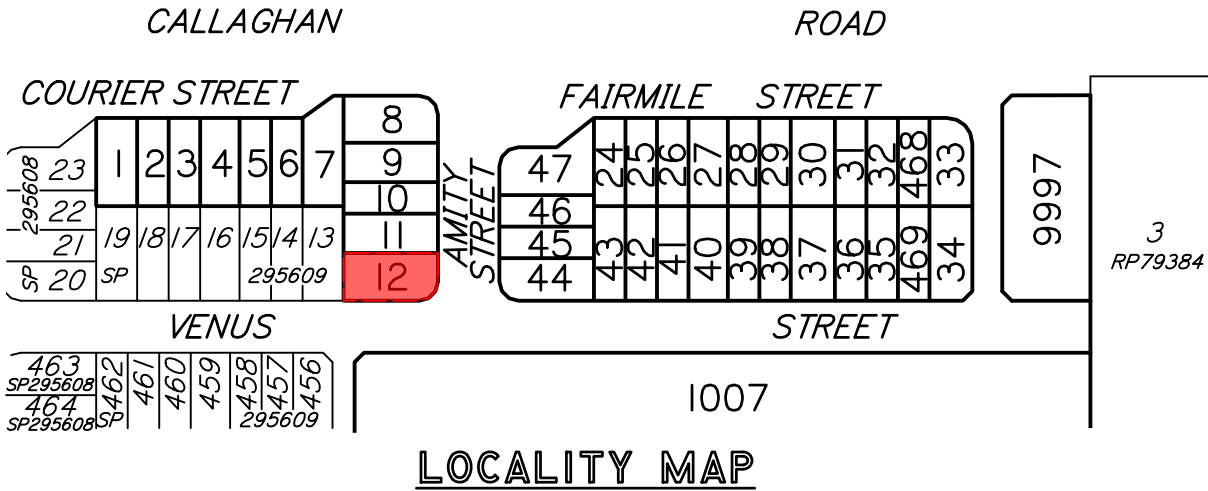 CALLAGHAN ROAD
COURIER STREET
FAIRMILE STREET
8
9
10
11
12
23
22
21
20
295608
SP
1 2 3 4 5 6 7
19 18 17 16 15 14 13
SP 295609
AMITY
STREET
47
46
45
44
24 25 26 27 28 29 30 31 32 468 33
43 42 41 40 39 38 37 36 35 469 34
9997
3
RP79384
VENUS STREET
463
SP295608
464
SP295608
462 461 460 459 458 457 456
SP 295609
1007
LOCALITY MAP